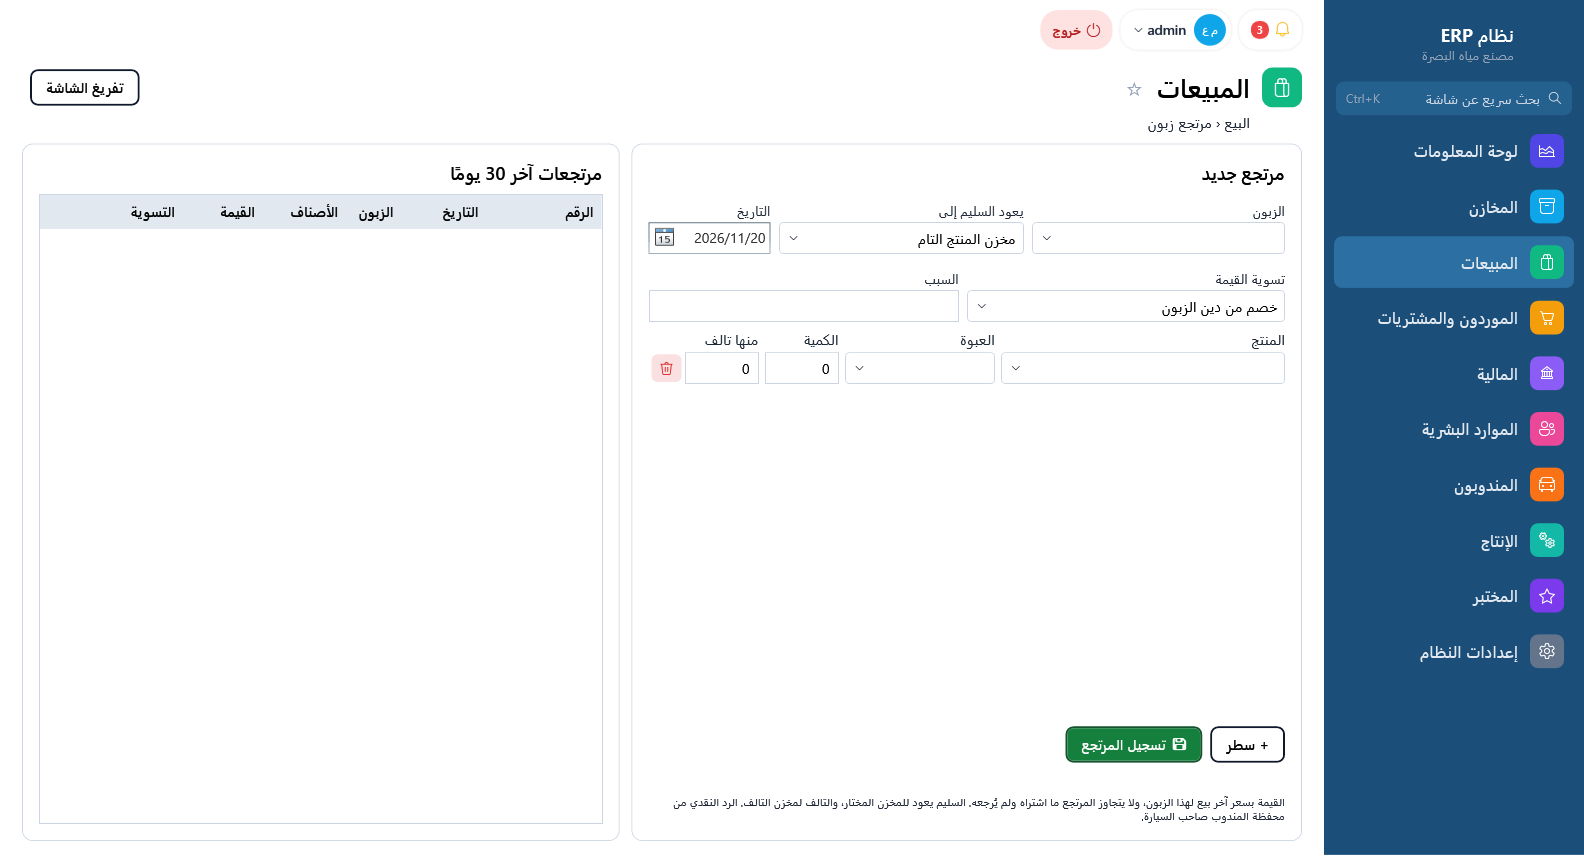 نظام ERP
مصنع مياه البصرة
بحث سريع عن شاشة Ctrl+K
لوحة المعلومات
المخازن
المبيعات
الموردون والمشتريات
المالية
الموارد البشرية
المندوبون
الإنتاج
المختبر
إعدادات النظام
3 م ع admin خروج
المبيعات
تفريغ الشاشة
البيع › مرتجع زبون
مرتجع جديد
الزبون يعود السليم إلى التاريخ
مخزن المنتج التام 2026/11/20 15
تسوية القيمة السبب
خصم من دين الزبون
المنتج العبوة الكمية منها تالف
0 0
+ سطر تسجيل المرتجع
القيمة بسعر آخر بيع لهذا الزبون، ولا يتجاوز المرتجع ما اشتراه ولم يُرجعه. السليم يعود للمخزن المختار، والتالف لمخزن التالف. الرد النقدي من
محفظة المندوب صاحب السيارة.
مرتجعات آخر 30 يومًا
الرقم التاريخ الزبون الأصناف القيمة التسوية